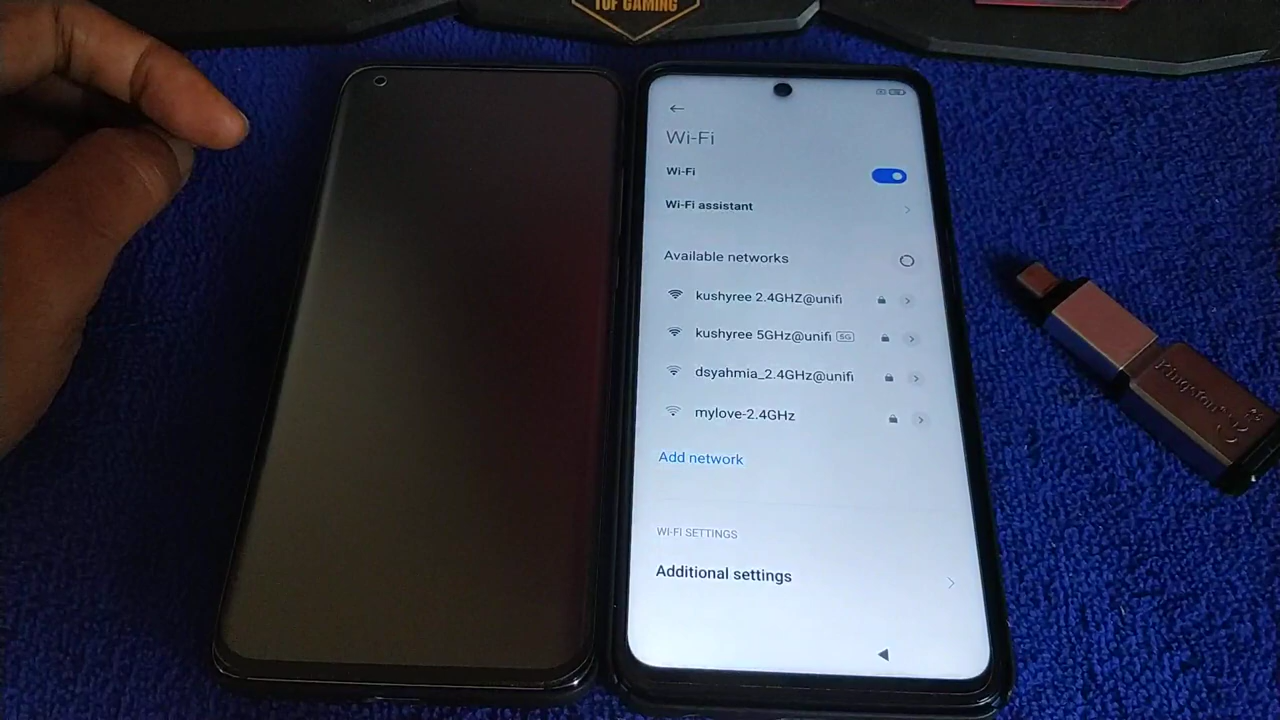 TUF GAMING
Wi-Fi
Wi-Fi
Wi-Fi assistant
Available networks
kushyree 2.4GHZ@unifi
kushyree 5GHz@unifi 5G
dsyahmia_2.4GHz@unifi
mylove-2.4GHz
Add network
WI-FI SETTINGS
Additional settings
Kingston